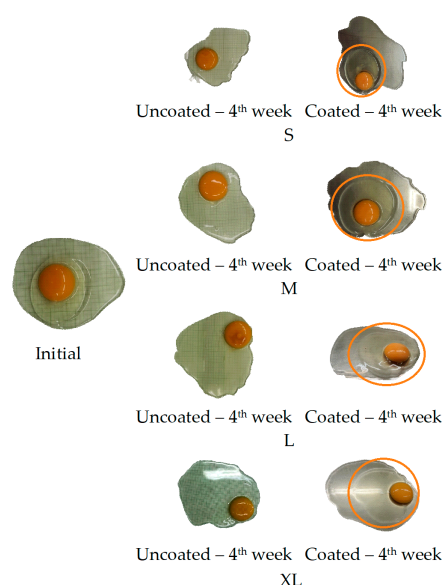 Uncoated – 4th week Coated – 4th week
S
Uncoated – 4th week Coated – 4th week
M
Initial
Uncoated – 4th week Coated – 4th week
L
Uncoated – 4th week Coated – 4th week
XL